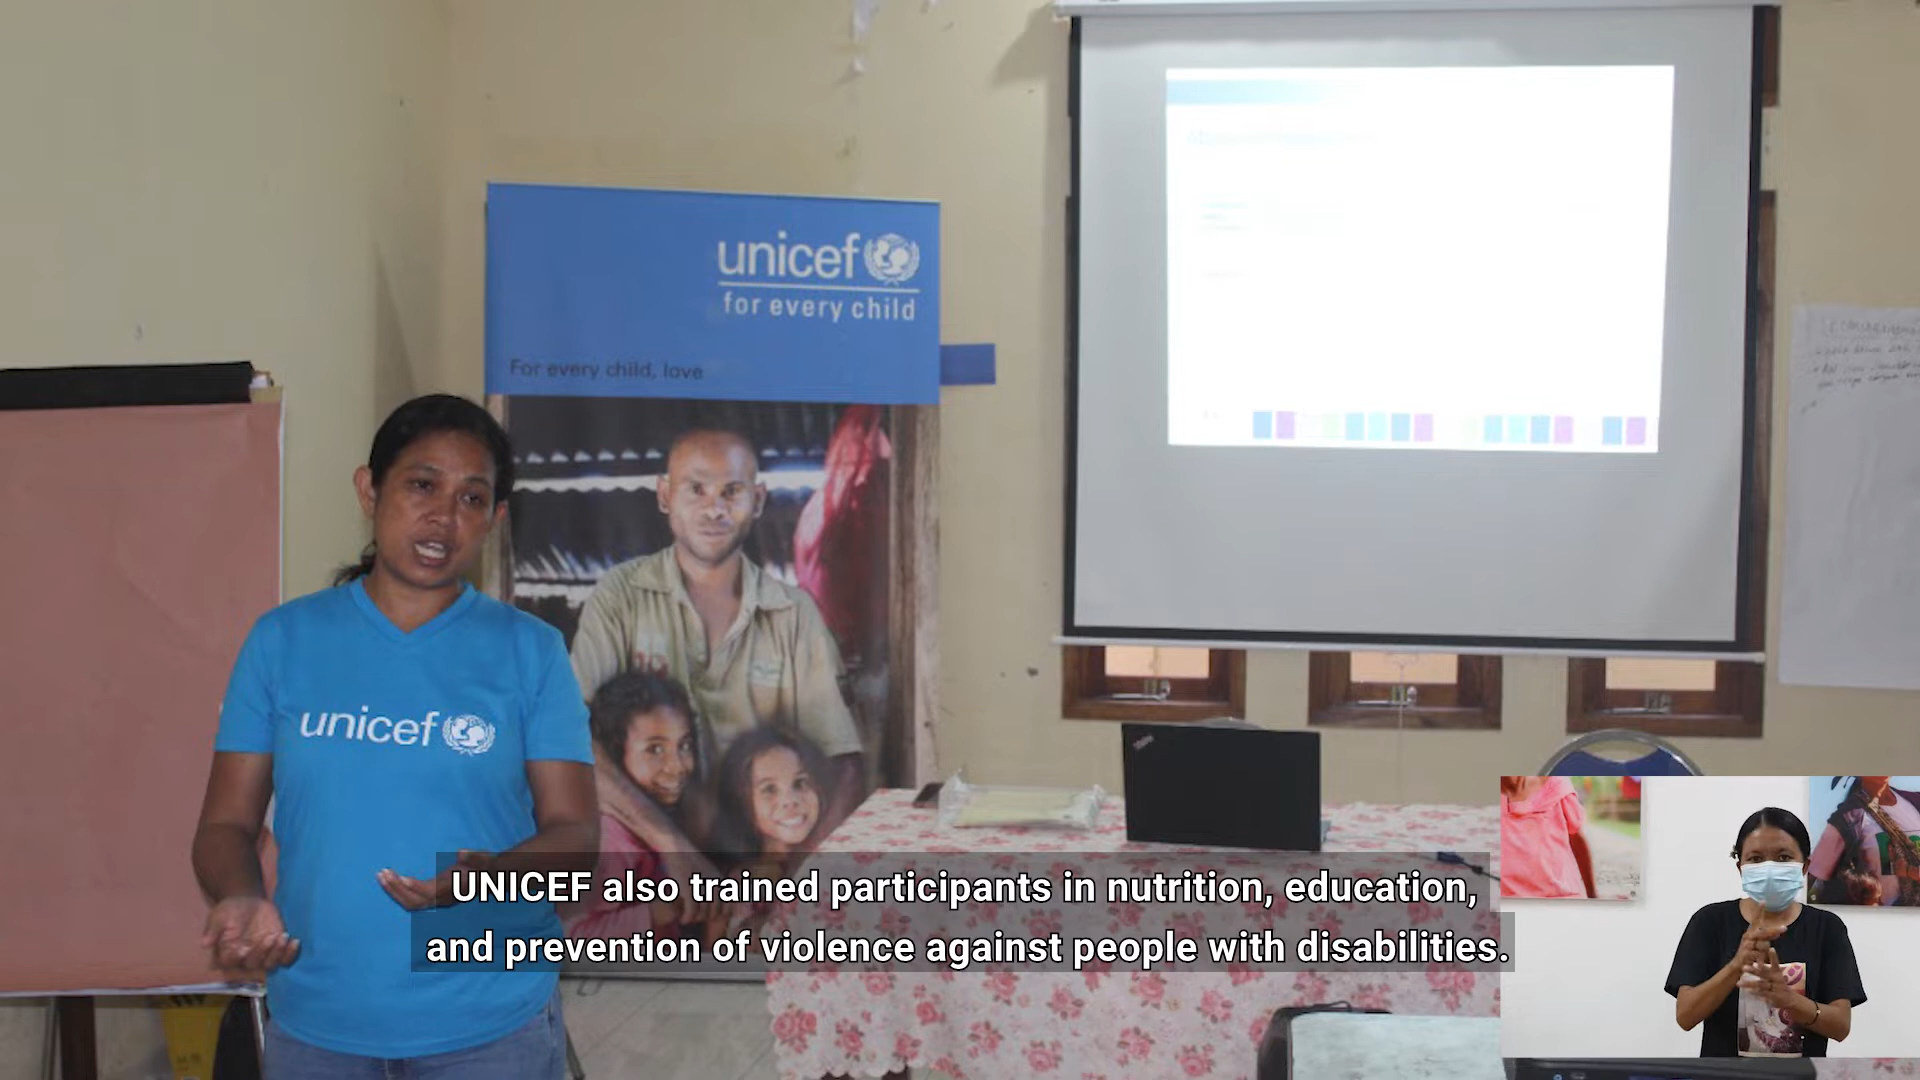 unicef
for every child
For every child, love
unicef
UNICEF also trained participants in nutrition, education,
and prevention of violence against people with disabilities.